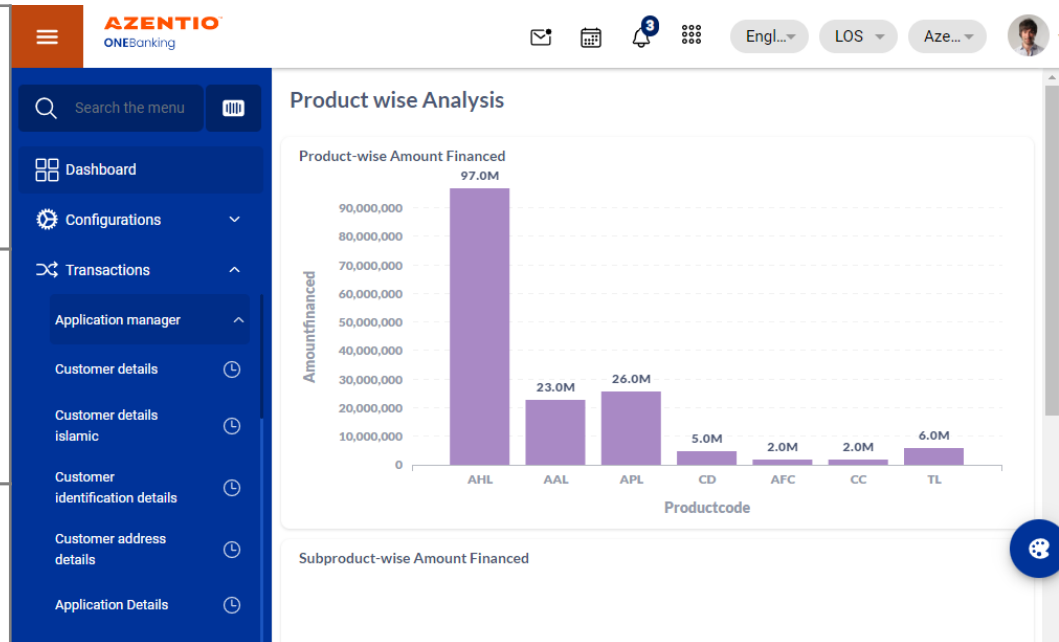 AZENTIO
ONEBanking
3
Engl...
LOS
Aze...
Search the menu
Dashboard
Configurations
Transactions
Application manager
Customer details
Customer details
islamic
Customer
identification details
Customer address
details
Application Details
Product wise Analysis
Product-wise Amount Financed
97.0M
90,000,000
80,000,000
70,000,000
60,000,000
50,000,000
40,000,000
30,000,000
20,000,000
10,000,000
0
Amountfinanced
23.0M
26.0M
5.0M
2.0M
2.0M
6.0M
AHL
AAL
APL
CD
AFC
CC
TL
Productcode
Subproduct-wise Amount Financed